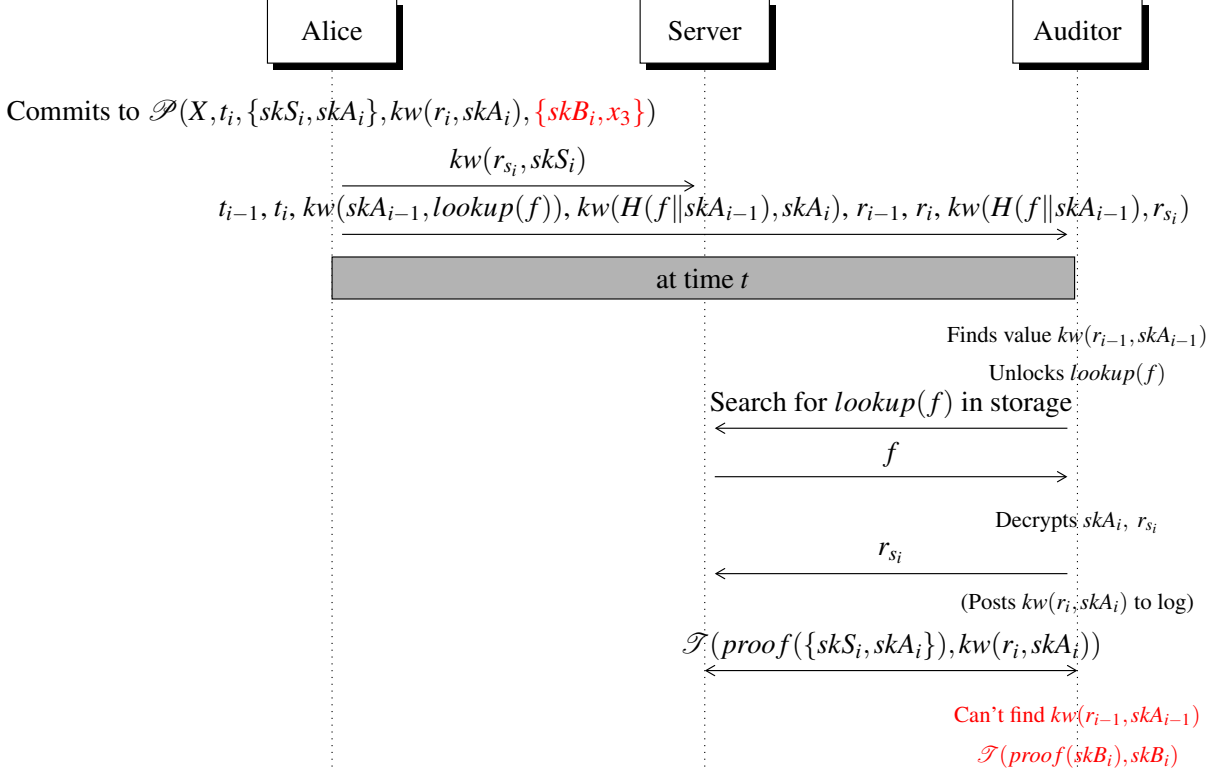 Alice Server Auditor
Commits to 𝒫(X, t_i, {skS_i, skA_i}, kw(r_i, skA_i), {skB_i, x_3})
kw(r_{s_i}, skS_i)
t_{i−1}, t_i, kw(skA_{i−1}, lookup(f)), kw(H(f||skA_{i−1}), skA_i), r_{i−1}, r_i, kw(H(f||skA_{i−1}), r_{s_i})
at time t
Finds value kw(r_{i−1}, skA_{i−1})
Unlocks lookup(f)
Search for lookup(f) in storage
f
Decrypts skA_i, r_{s_i}
r_{s_i}
(Posts kw(r_i, skA_i) to log)
𝒯(proof({skS_i, skA_i}), kw(r_i, skA_i))
Can't find kw(r_{i−1}, skA_{i−1})
𝒯(proof(skB_i), skB_i)